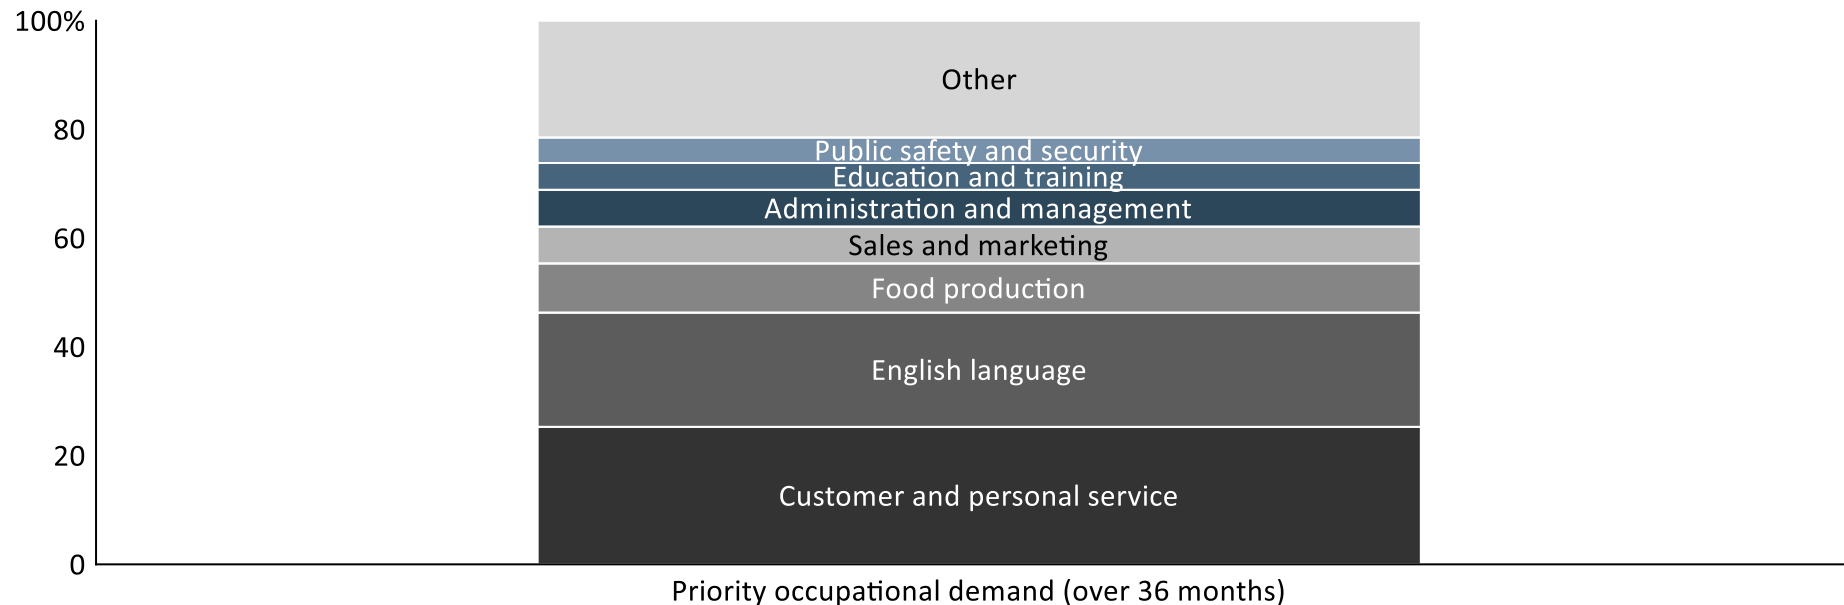 100%
Other
80
Public safety and security
Education and training
Administration and management
60
Sales and marketing
Food production
40
English language
20
Customer and personal service
0
Priority occupational demand (over 36 months)